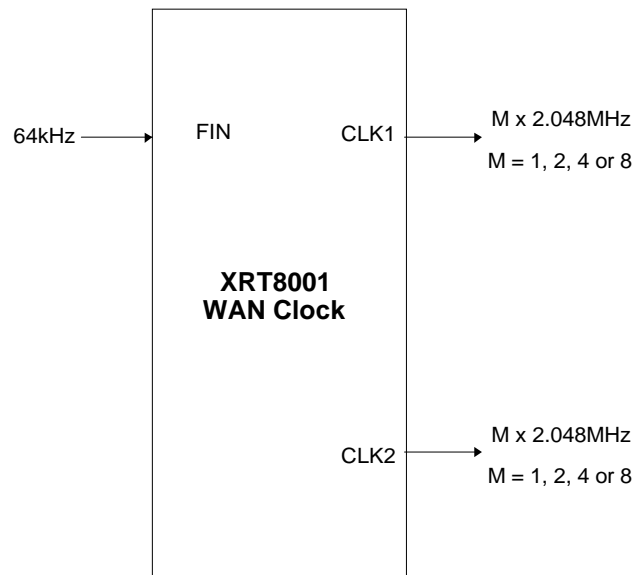 64kHz
FIN
CLK1
M x 2.048MHz
M = 1, 2, 4 or 8
XRT8001
WAN Clock
CLK2
M x 2.048MHz
M = 1, 2, 4 or 8